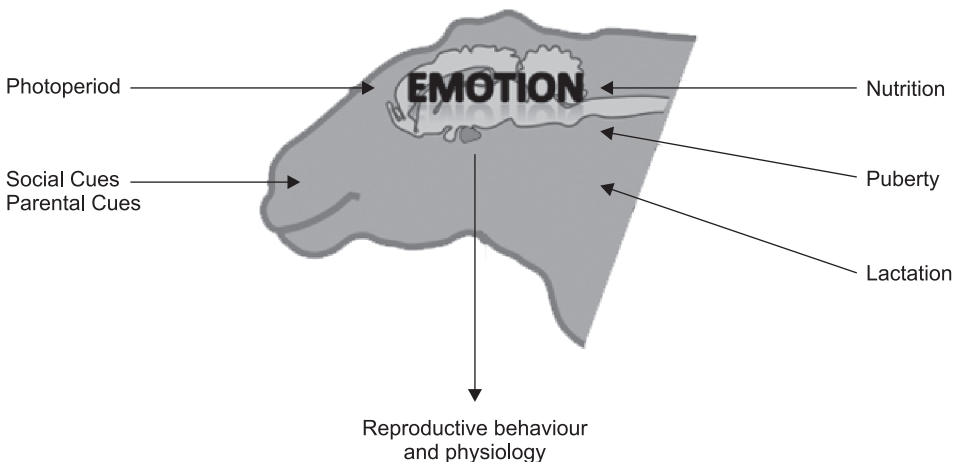 EMOTION
Photoperiod
Nutrition
Social Cues
Parental Cues
Puberty
Lactation
Reproductive behaviour
and physiology